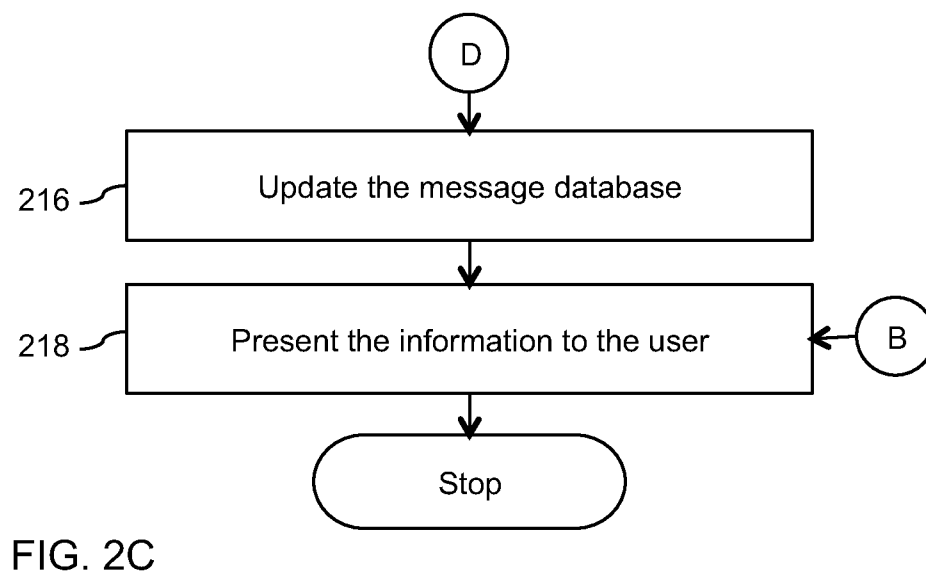 D
216
Update the message database
218
Present the information to the user
B
Stop
FIG. 2C